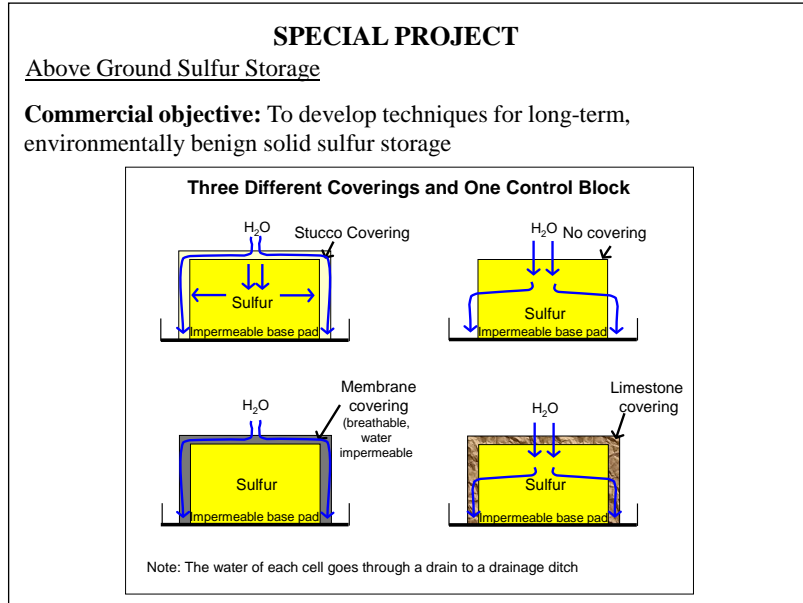 SPECIAL PROJECT
Above Ground Sulfur Storage
Commercial objective: To develop techniques for long-term,
environmentally benign solid sulfur storage
Three Different Coverings and One Control Block
H₂O
Stucco Covering
Sulfur
Impermeable base pad
H₂O
No covering
Sulfur
Impermeable base pad
H₂O
Membrane
covering
(breathable,
water
impermeable
Sulfur
Impermeable base pad
H₂O
Limestone
covering
Sulfur
Impermeable base pad
Note: The water of each cell goes through a drain to a drainage ditch